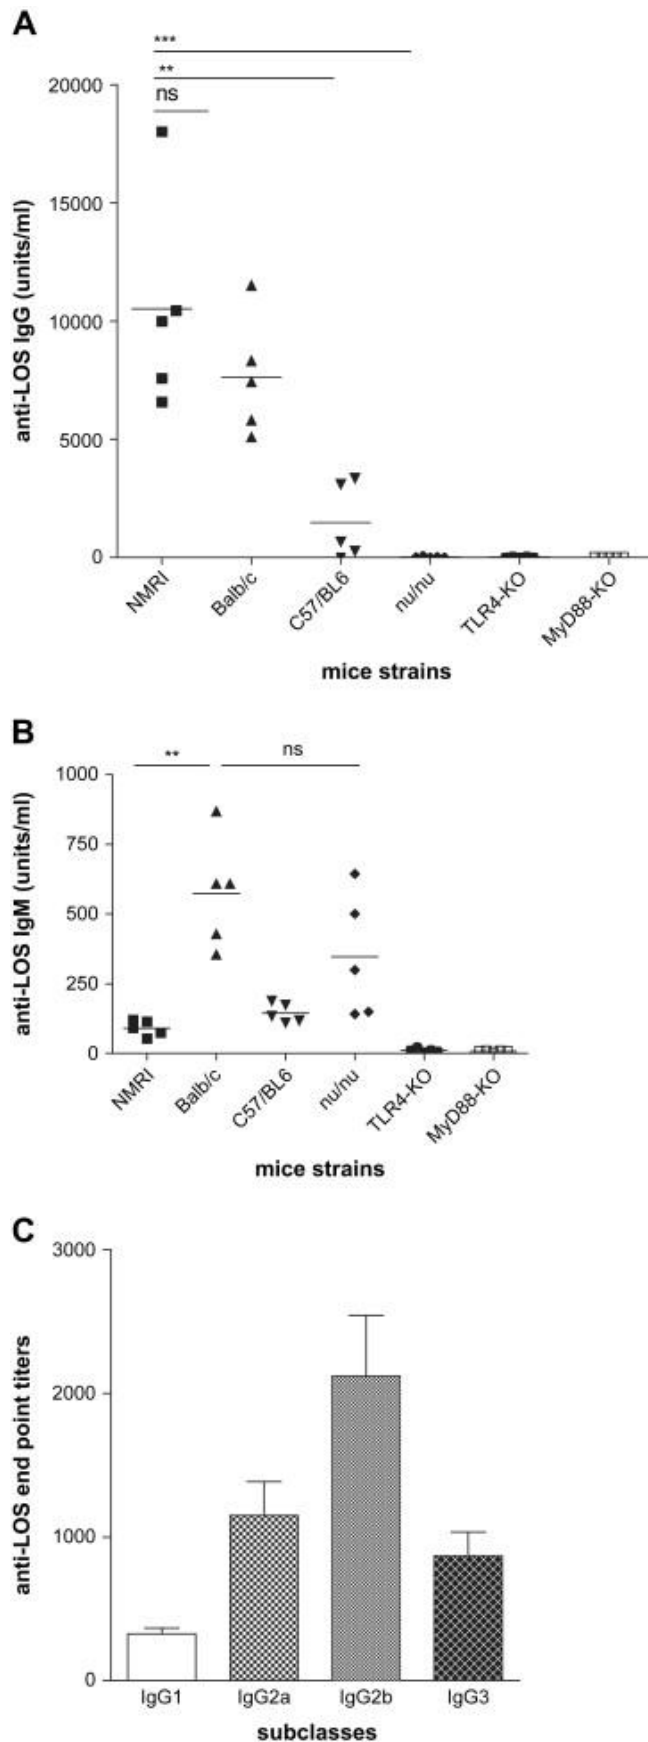 A
***
**
ns
20000
15000
10000
5000
0
anti-LOS IgG (units/ml)
NMRI
Balb/c
C57/BL6
nu/nu
TLR4-KO
MyD88-KO
mice strains
B
**
ns
1000
750
500
250
0
anti-LOS IgM (units/ml)
NMRI
Balb/c
C57/BL6
nu/nu
TLR4-KO
MyD88-KO
mice strains
C
3000
2000
1000
0
anti-LOS end point titers
IgG1
IgG2a
IgG2b
IgG3
subclasses